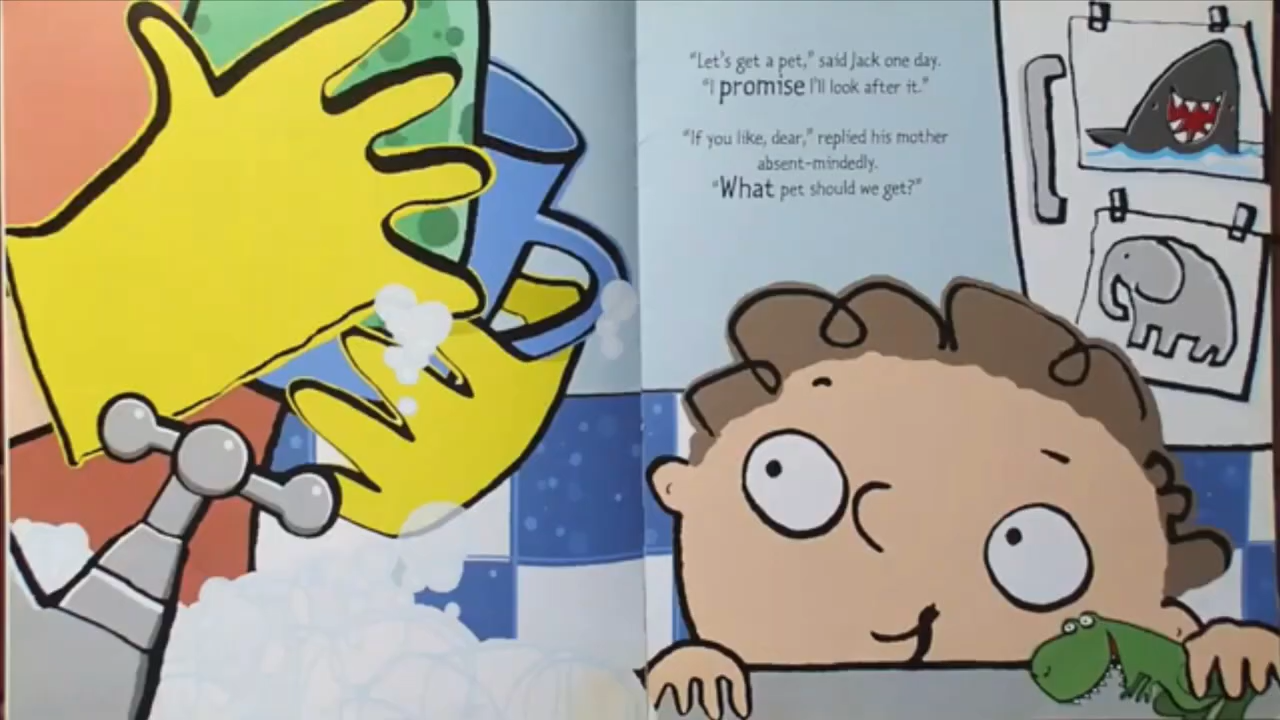 “Let's get a pet,” said Jack one day.
“I promise I'll look after it.”
“If you like, dear,” replied his mother
absent-mindedly.
“What pet should we get?”